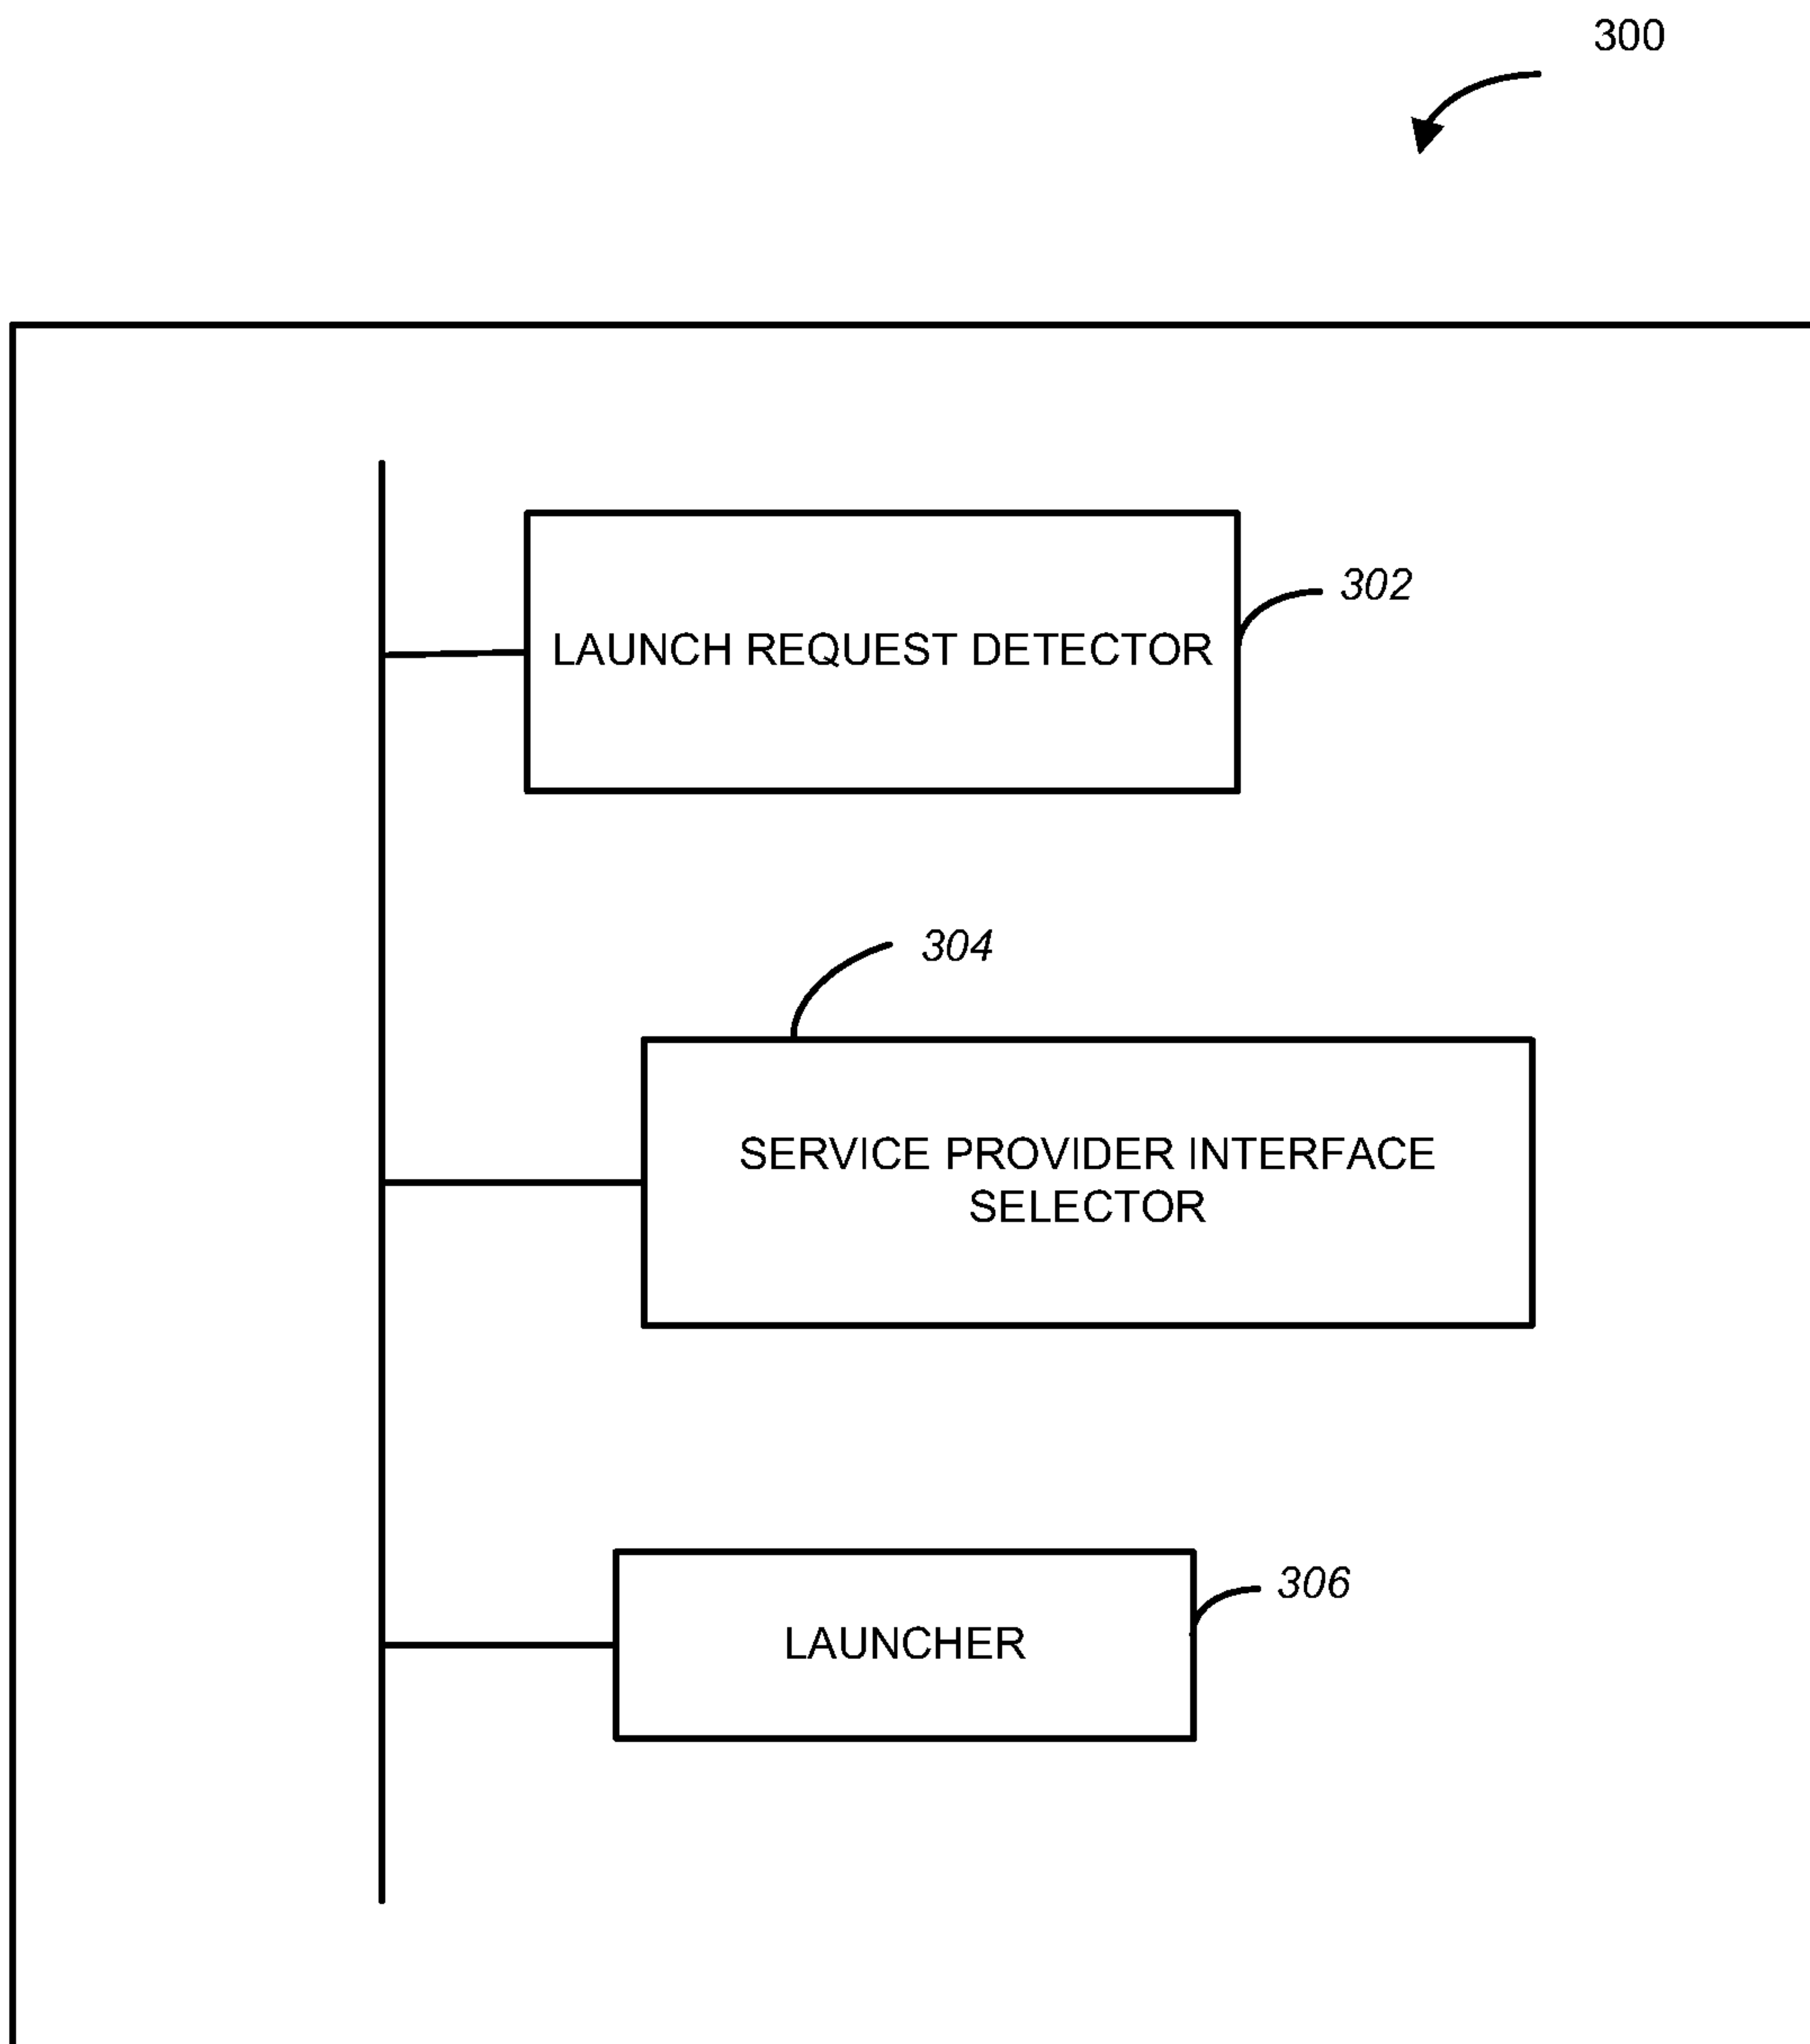 300
302
LAUNCH REQUEST DETECTOR
304
SERVICE PROVIDER INTERFACE
SELECTOR
306
LAUNCHER